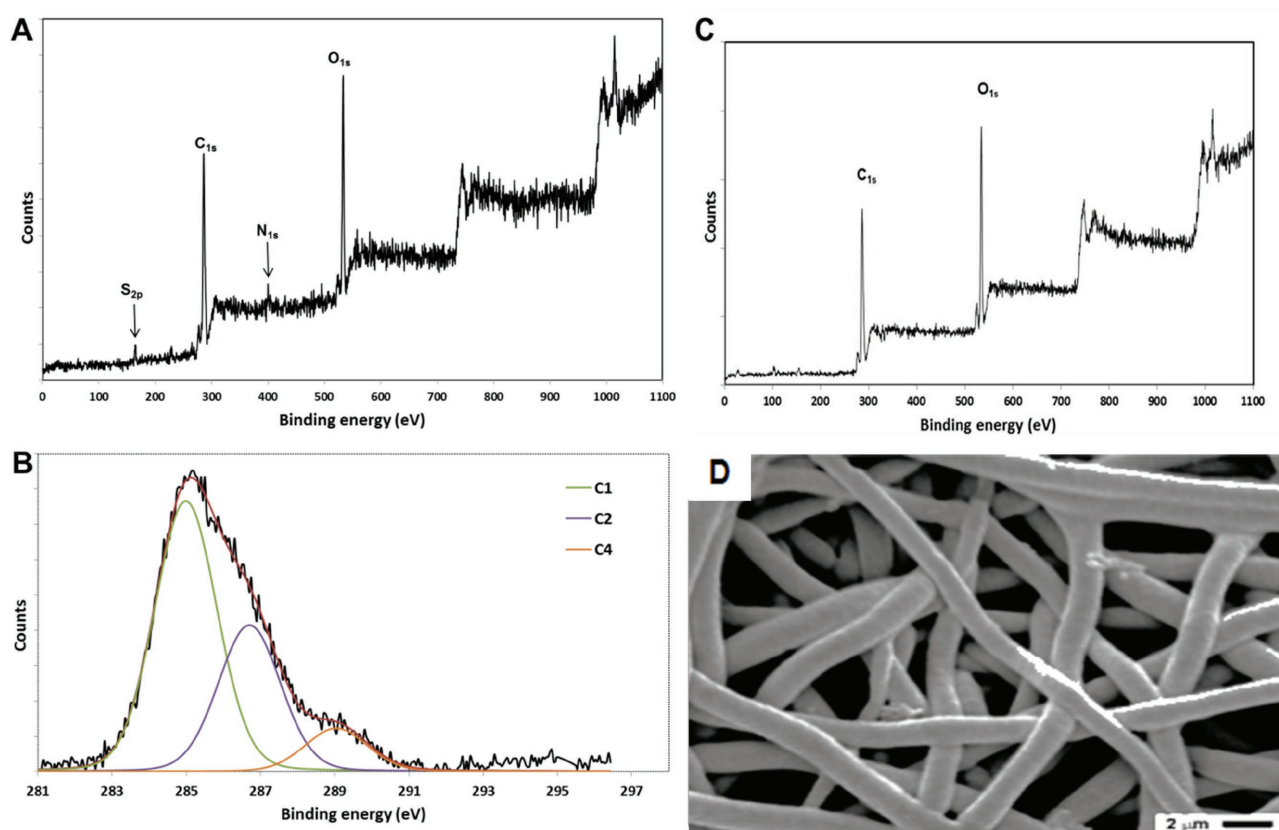 A
Counts
S2p
C1s
N1s
O1s
0 100 200 300 400 500 600 700 800 900 1000 1100
Binding energy (eV)
C
Counts
C1s
O1s
0 100 200 300 400 500 600 700 800 900 1000 1100
Binding energy (eV)
B
Counts
C1
C2
C4
281 283 285 287 289 291 293 295 297
Binding energy (eV)
D
2 µm